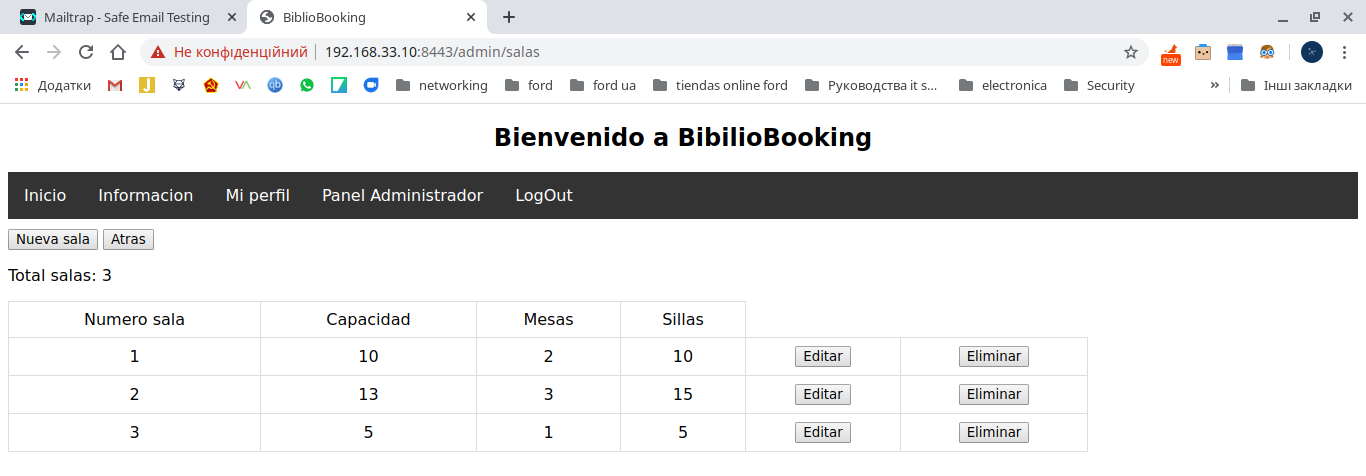 Mailtrap - Safe Email Testing BiblioBooking
Не конфіденційний 192.168.33.10:8443/admin/salas new
Додатки networking ford ford ua tiendas online ford Руководства it s... electronica Security » Інші закладки
Bienvenido a BibilioBooking
Inicio Informacion Mi perfil Panel Administrador LogOut
Nueva sala Atras
Total salas: 3
Numero sala Capacidad Mesas Sillas
1 10 2 10 Editar Eliminar
2 13 3 15 Editar Eliminar
3 5 1 5 Editar Eliminar